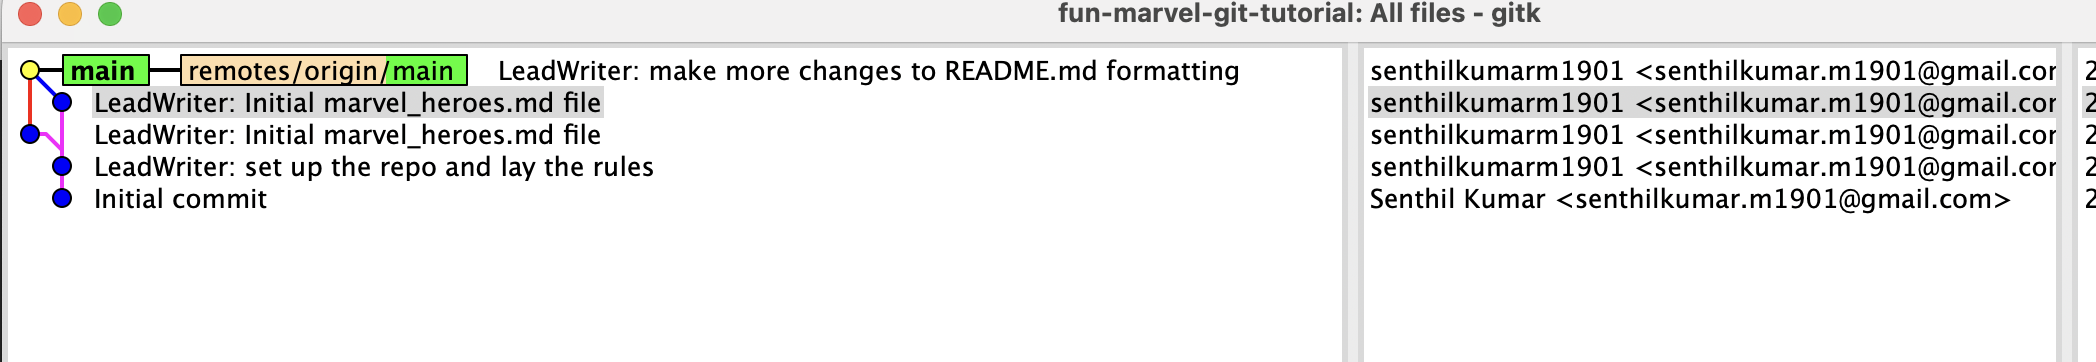 fun-marvel-git-tutorial: All files - gitk
main remotes/origin/main LeadWriter: make more changes to README.md formatting senthilkumarm1901 <senthilkumar.m1901@gmail.cor 2
LeadWriter: Initial marvel_heroes.md file senthilkumarm1901 <senthilkumar.m1901@gmail.cor 2
LeadWriter: Initial marvel_heroes.md file senthilkumarm1901 <senthilkumar.m1901@gmail.cor 2
LeadWriter: set up the repo and lay the rules senthilkumarm1901 <senthilkumar.m1901@gmail.cor 2
Initial commit Senthil Kumar <senthilkumar.m1901@gmail.com> 2